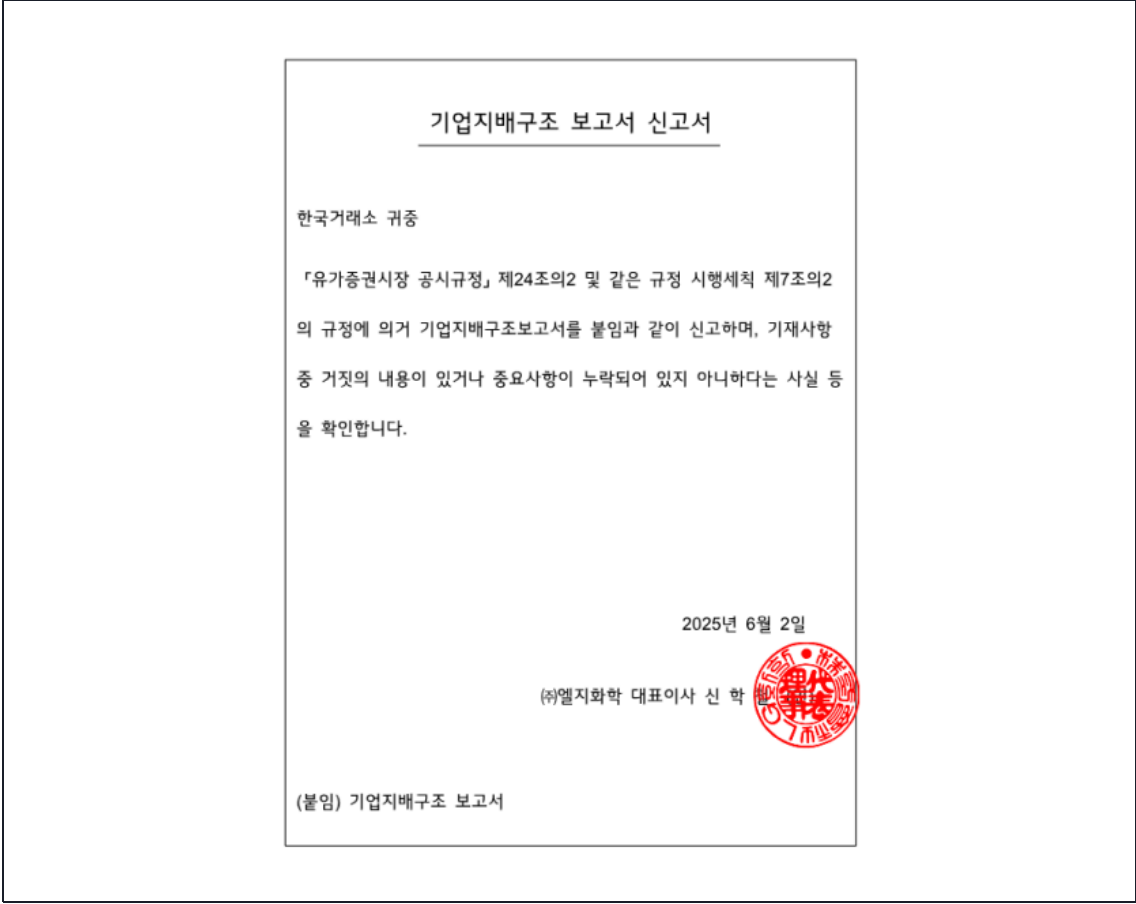 기업지배구조 보고서 신고서
한국거래소 귀중
「유가증권시장 공시규정」 제24조의2 및 같은 규정 시행세칙 제7조의2
의 규정에 의거 기업지배구조보고서를 붙임과 같이 신고하며, 기재사항
중 거짓의 내용이 있거나 중요사항이 누락되어 있지 아니하다는 사실 등
을 확인합니다.
2025년 6월 2일
㈜엘지화학 대표이사 신 학
代表理事
(붙임) 기업지배구조 보고서